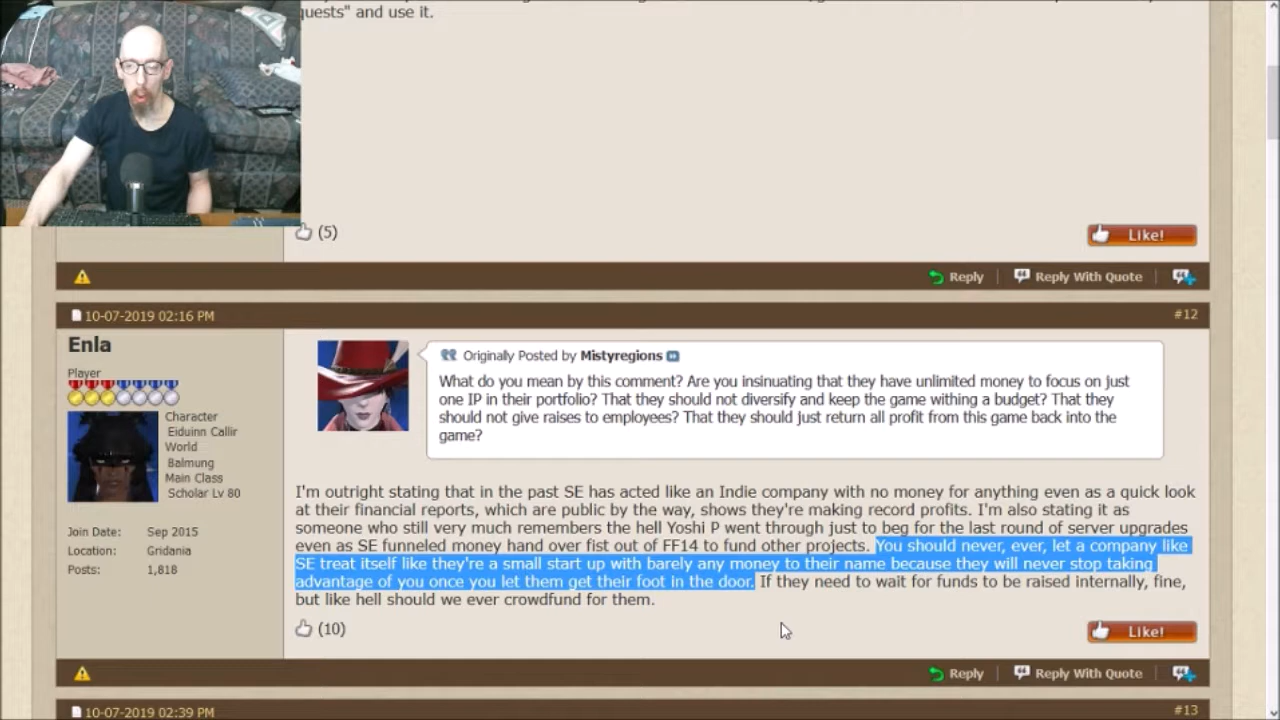 quests" and use it.
(5)
Like!
Reply
Reply With Quote
10-07-2019 02:16 PM
#12
Enla
Player
Character
Eiduinn Callir
World
Balmung
Main Class
Scholar Lv 80
Join Date: Sep 2015
Location: Gridania
Posts: 1,818
Originally Posted by Mistyregions
What do you mean by this comment? Are you insinuating that they have unlimited money to focus on just
one IP in their portfolio? That they should not diversify and keep the game withing a budget? That they
should not give raises to employees? That they should just return all profit from this game back into the
game?
I'm outright stating that in the past SE has acted like an Indie company with no money for anything even as a quick look
at their financial reports, which are public by the way, shows they're making record profits. I'm also stating it as
someone who still very much remembers the hell Yoshi P went through just to beg for the last round of server upgrades
even as SE funneled money hand over fist out of FF14 to fund other projects. You should never, ever, let a company like
SE treat itself like they're a small start up with barely any money to their name because they will never stop taking
advantage of you once you let them get their foot in the door. If they need to wait for funds to be raised internally, fine,
but like hell should we ever crowdfund for them.
(10)
Like!
Reply
Reply With Quote
10-07-2019 02:39 PM
#13